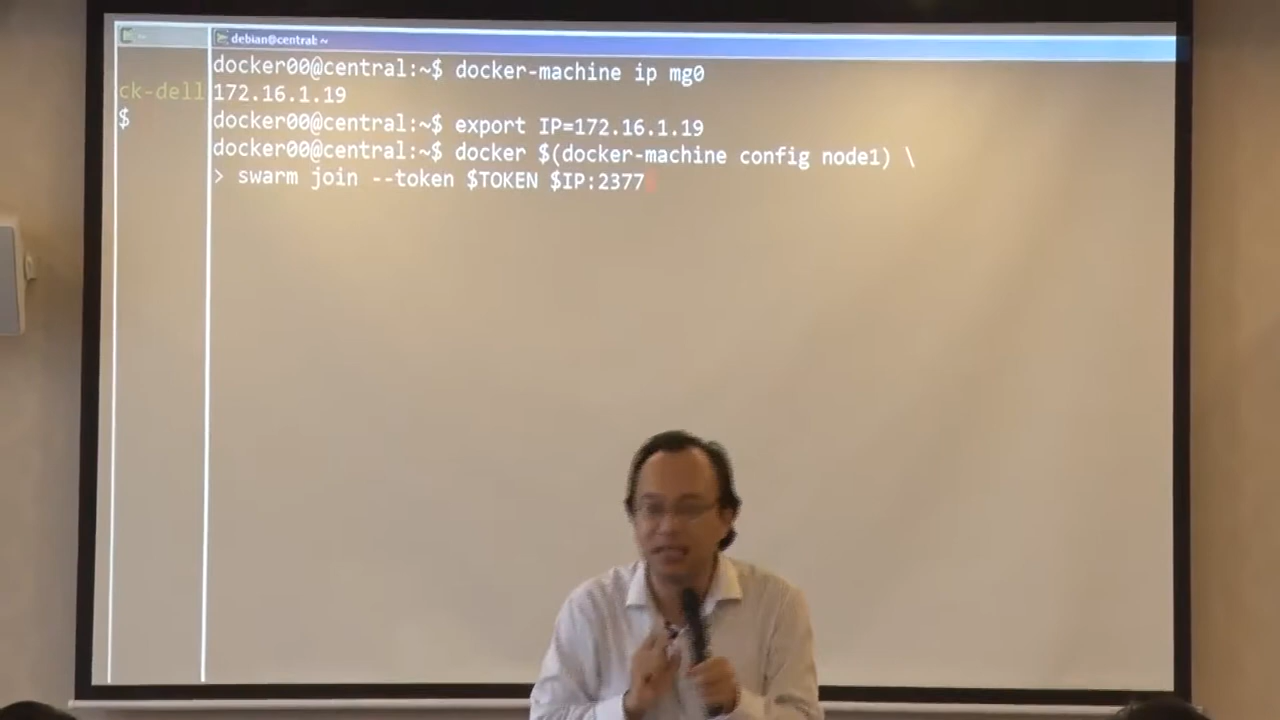 debian@central: ~
docker00@central:~$ docker-machine ip mg0
ck-dell
172.16.1.19
$
docker00@central:~$ export IP=172.16.1.19
docker00@central:~$ docker $(docker-machine config node1) \
> swarm join --token $TOKEN $IP:2377